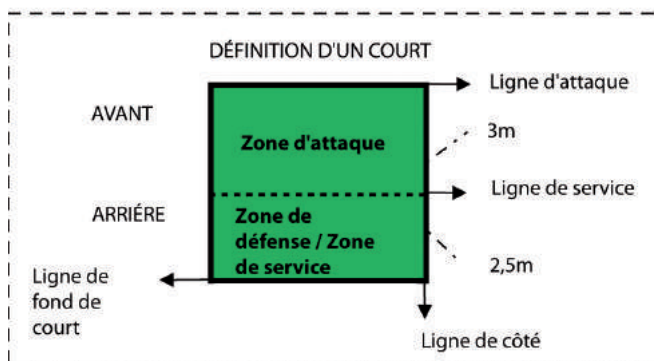 DÉFINITION D'UN COURT
Ligne d'attaque
AVANT
3m
Zone d'attaque
Ligne de service
ARRIÉRE
Zone de
défense / Zone
de service
2,5m
Ligne de
fond de
court
Ligne de côté